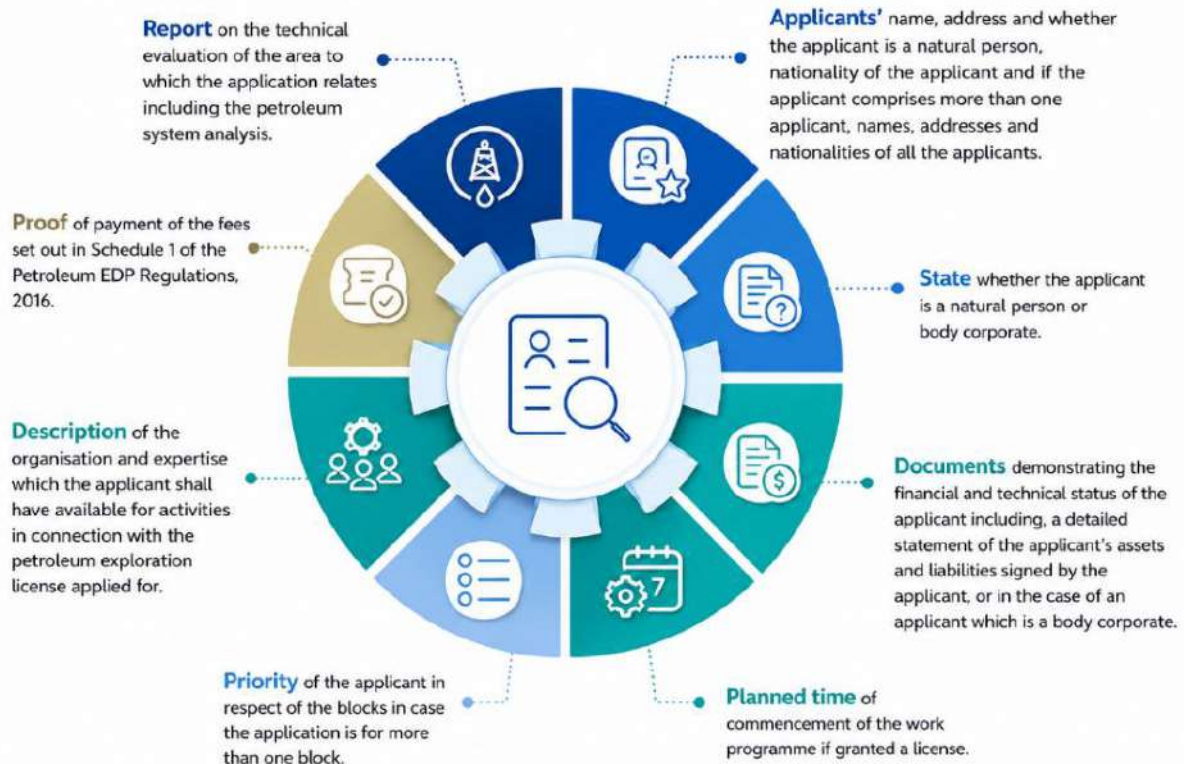 Report on the technical
evaluation of the area to
which the application relates
including the petroleum
system analysis.
Applicants' name, address and whether
the applicant is a natural person,
nationality of the applicant and if the
applicant comprises more than one
applicant, names, addresses and
nationalities of all the applicants.
Proof of payment of the fees
set out in Schedule 1 of the
Petroleum EDP Regulations,
2016.
State whether the applicant
is a natural person or
body corporate.
?
Description of the
organisation and expertise
which the applicant shall
have available for activities
in connection with the
petroleum exploration
license applied for.
$
Documents demonstrating the
financial and technical status of the
applicant including, a detailed
statement of the applicant's assets
and liabilities signed by the
applicant, or in the case of an
applicant which is a body corporate.
7
Priority of the applicant in
respect of the blocks in case
the application is for more
than one block.
Planned time of
commencement of the work
programme if granted a license.